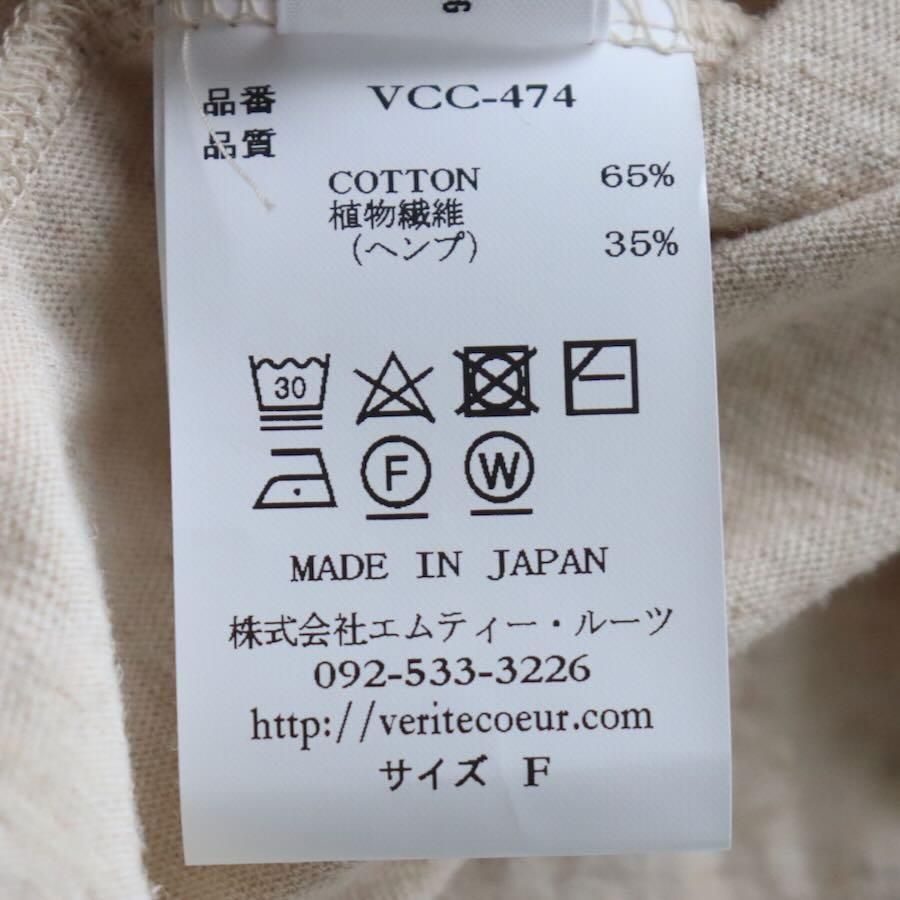 品番 VCC-474
品質
COTTON 65%
植物繊維
(ヘンプ) 35%
30
F W
MADE IN JAPAN
株式会社エムティー・ルーツ
092-533-3226
http://veritecoeur.com
サイズ F